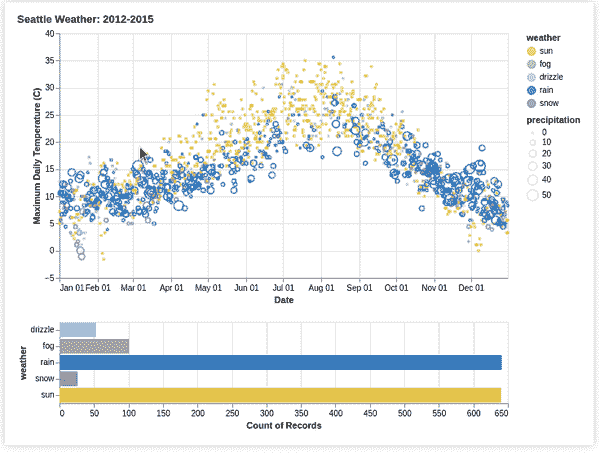 Seattle Weather: 2012-2015
40
35
30
25
20
15
10
5
0
−5
Maximum Daily Temperature (C)
Jan 01 Feb 01 Mar 01 Apr 01 May 01 Jun 01 Jul 01 Aug 01 Sep 01 Oct 01 Nov 01 Dec 01
Date
weather
sun
fog
drizzle
rain
snow
precipitation
0
10
20
30
40
50
weather
drizzle
fog
rain
snow
sun
0 50 100 150 200 250 300 350 400 450 500 550 600 650
Count of Records